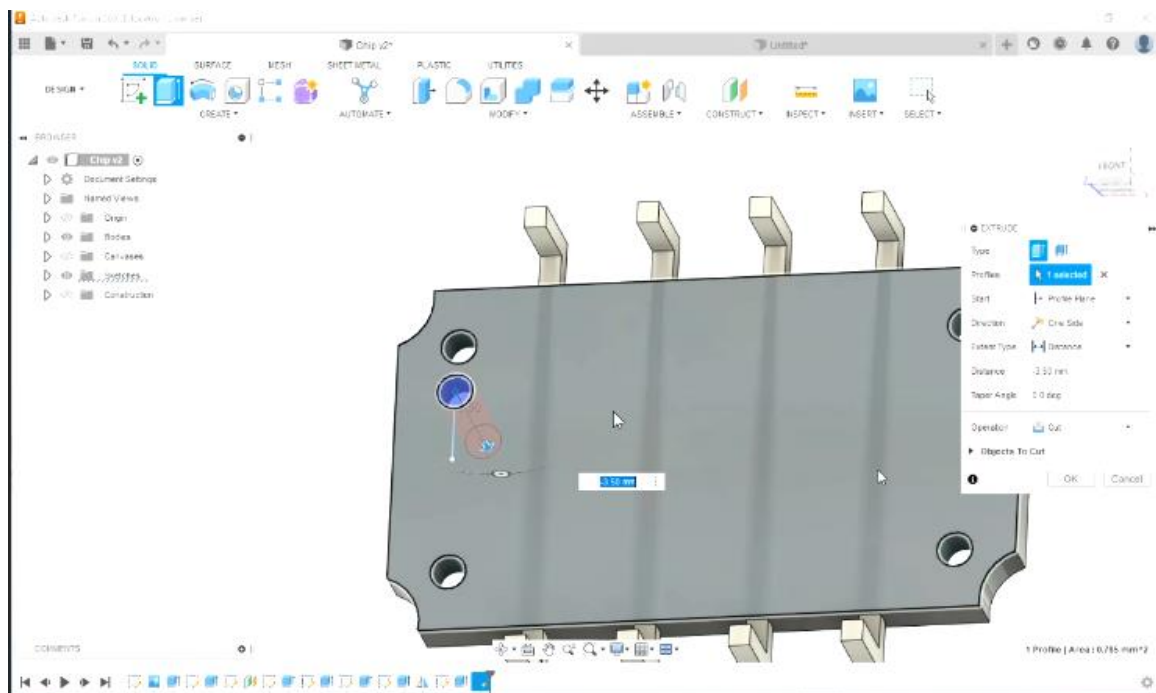 Chip v2*
Untitled*
SOLID
SURFACE
MESH
SHEET METAL
PLASTIC
UTILITIES
DESIGN
CREATE
AUTOMATE
MODIFY
ASSEMBLE
CONSTRUCT
INSPECT
INSERT
SELECT
BROWSER
Chip v2
Document Settings
Named Views
Origin
Bodies
Canvases
Sketches
Construction
FRONT
EXTRUDE
Type
Profiles 1 selected
Start Profile Plane
Direction One Side
Extent Type Distance
Distance -3.50 mm
Taper Angle 0.0 deg
Operation Cut
Objects To Cut
OK Cancel
-3.50 mm
COMMENTS
1 Profile | Area : 0.785 mm^2